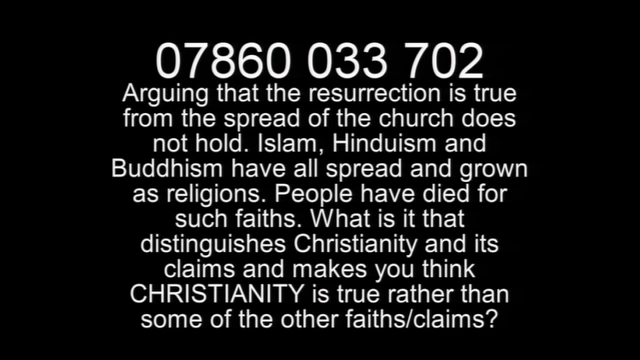 07860 033 702
Arguing that the resurrection is true
from the spread of the church does
not hold. Islam, Hinduism and
Buddhism have all spread and grown
as religions. People have died for
such faiths. What is it that
distinguishes Christianity and its
claims and makes you think
CHRISTIANITY is true rather than
some of the other faiths/claims?